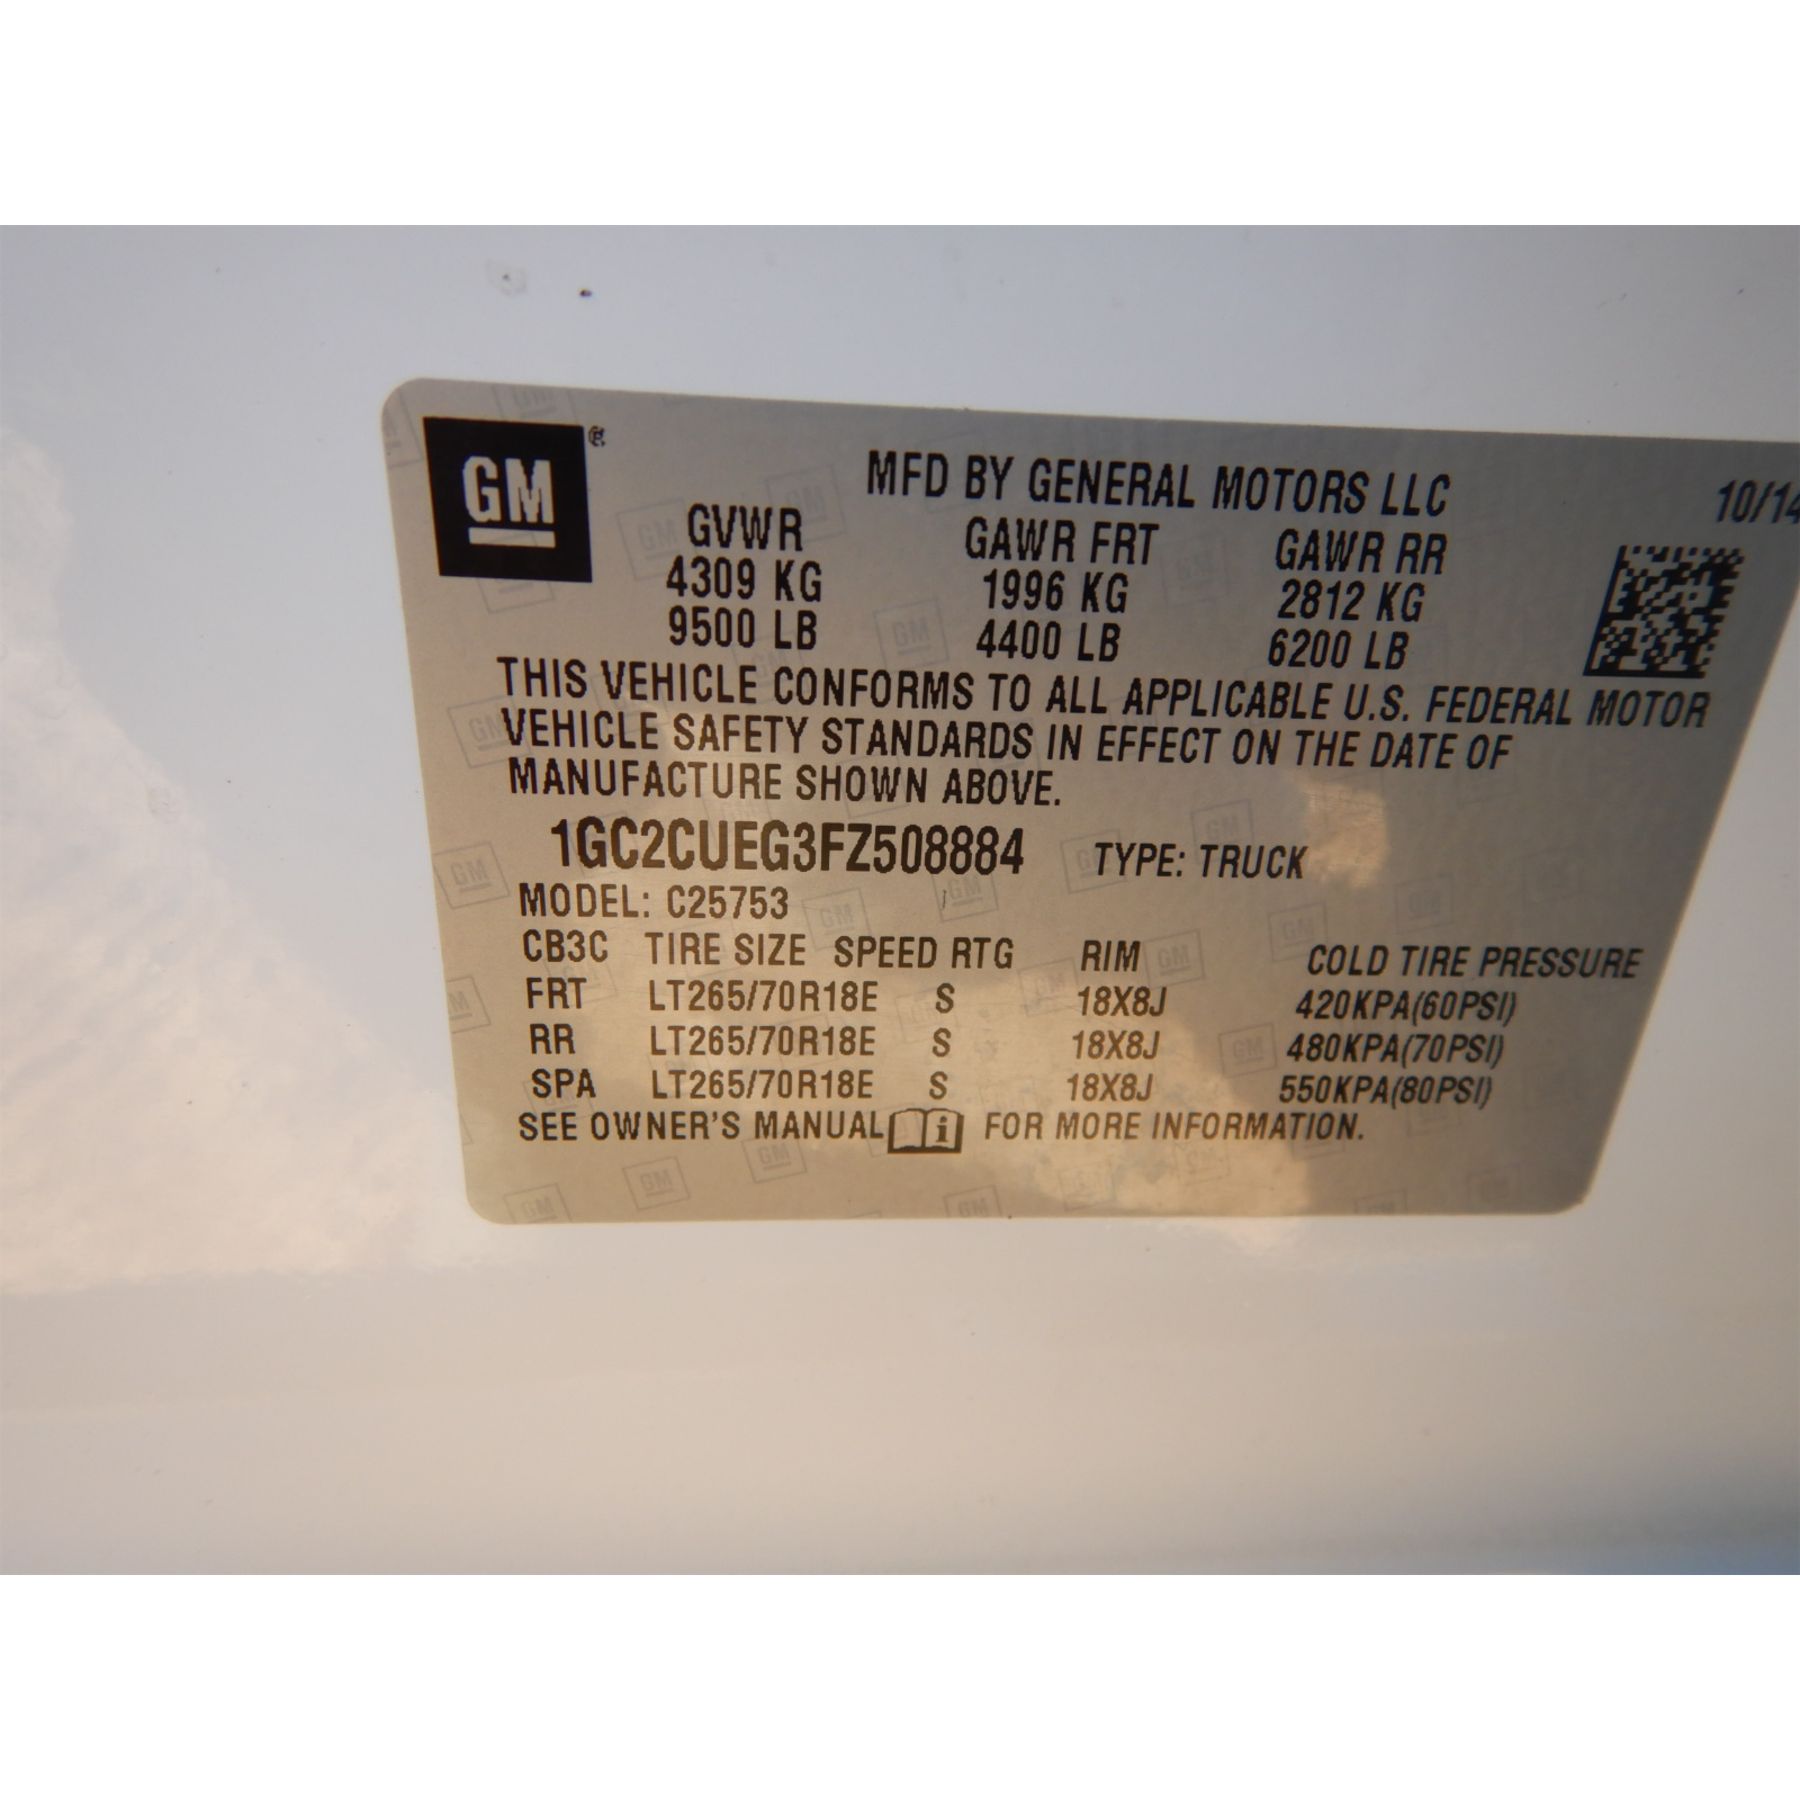 GM
MFD BY GENERAL MOTORS LLC 10/14
GVWR GAWR FRT GAWR RR
4309 KG 1996 KG 2812 KG
9500 LB 4400 LB 6200 LB
THIS VEHICLE CONFORMS TO ALL APPLICABLE U.S. FEDERAL MOTOR
VEHICLE SAFETY STANDARDS IN EFFECT ON THE DATE OF
MANUFACTURE SHOWN ABOVE.
1GC2CUEG3FZ508884 TYPE: TRUCK
MODEL: C25753
CB3C TIRE SIZE SPEED RTG RIM COLD TIRE PRESSURE
FRT LT265/70R18E S 18X8J 420KPA(60PSI)
RR LT265/70R18E S 18X8J 480KPA(70PSI)
SPA LT265/70R18E S 18X8J 550KPA(80PSI)
SEE OWNER'S MANUAL i FOR MORE INFORMATION.